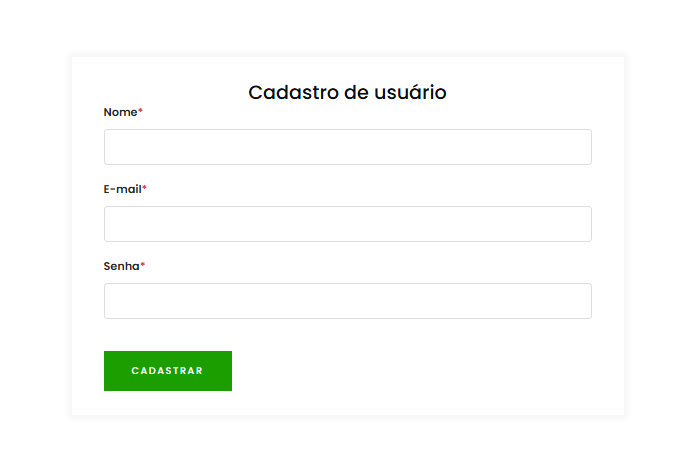 Cadastro de usuário
Nome*
E-mail*
Senha*
CADASTRAR